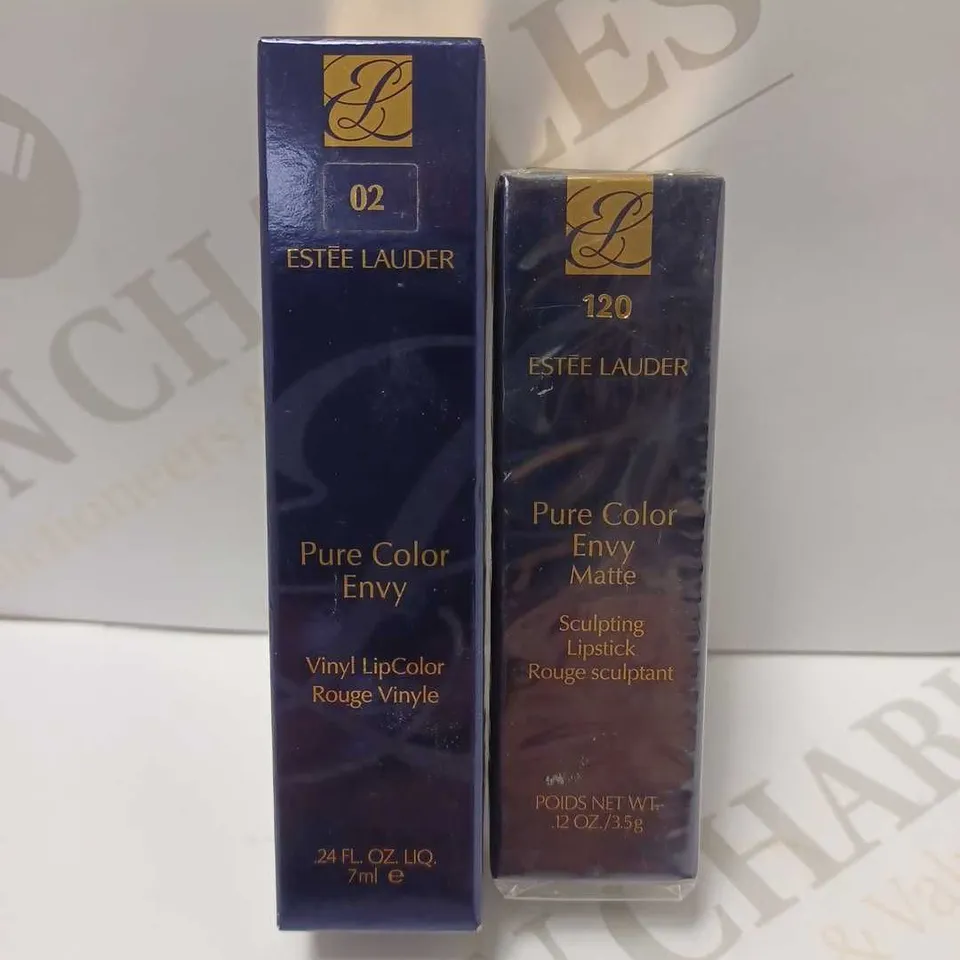 02
ESTĒE LAUDER
Pure Color
Envy
Vinyl LipColor
Rouge Vinyle
.24 FL. OZ. LIQ.
7ml e
120
ESTĒE LAUDER
Pure Color
Envy
Matte
Sculpting
Lipstick
Rouge sculptant
POIDS NET WT.
.12 OZ./3.5g